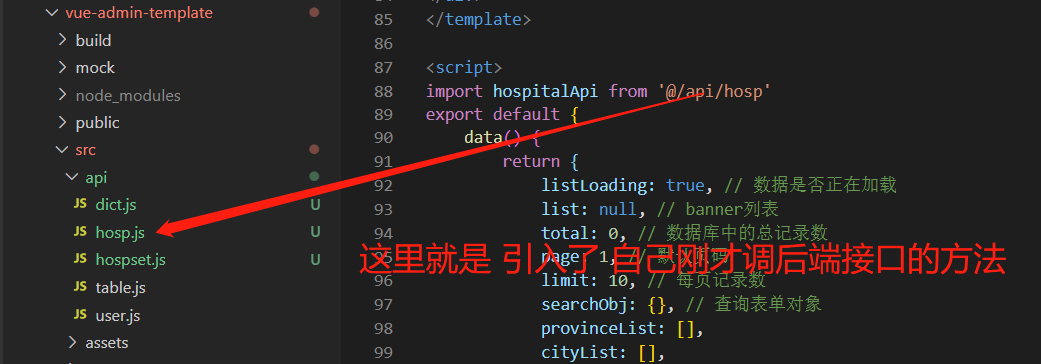 vue-admin-template
build
mock
node_modules
public
src
api
JS dict.js U
JS hosp.js U
JS hospset.js U
JS table.js
JS user.js
assets
85 </template>
86
87 <script>
88 import hospitalApi from '@/api/hosp'
89 export default {
90 data() {
91 return {
92 listLoading: true, // 数据是否正在加载
93 list: null, // banner列表
94 total: 0, // 数据库中的总记录数
95 page: 1, // 默认页码
这里就是 引入了 自己刚才调后端接口的方法
96 limit: 10, // 每页记录数
97 searchObj: {}, // 查询表单对象
98 provinceList: [],
99 cityList: [],